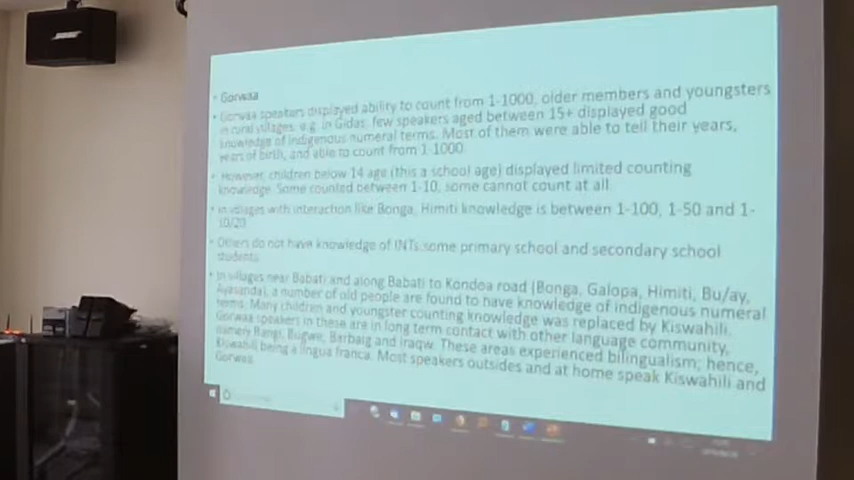 • Gorwaa
• Gorwaa speakers displayed ability to count from 1-1000, older members and youngsters
in rural villages e.g. in Gidas, few speakers aged between 15+ displayed good
knowledge of indigenous numeral terms. Most of them were able to tell their years,
years of birth, and able to count from 1-1000.
• However, children below 14 age (this a school age) displayed limited counting
knowledge. Some counted between 1-10, some cannot count at all.
• In villages with interaction like Bonga, Himiti knowledge is between 1-100, 1-50 and 1-
10/20
• Others do not have knowledge of INTs some primary school and secondary school
students.
• In villages near Babati and along Babati to Kondoa road (Bonga, Galopa, Himiti, Bu/ay,
Ayasanda), a number of old people are found to have knowledge of indigenous numeral
terms. Many children and youngster counting knowledge was replaced by Kiswahili.
Gorwaa speakers in these are in long term contact with other language community,
namely Rangi, Bugwe, Barbaig and Iraqw. These areas experienced bilingualism; hence,
Kiswahili being a lingua franca. Most speakers outsides and at home speak Kiswahili and
Gorwaa.